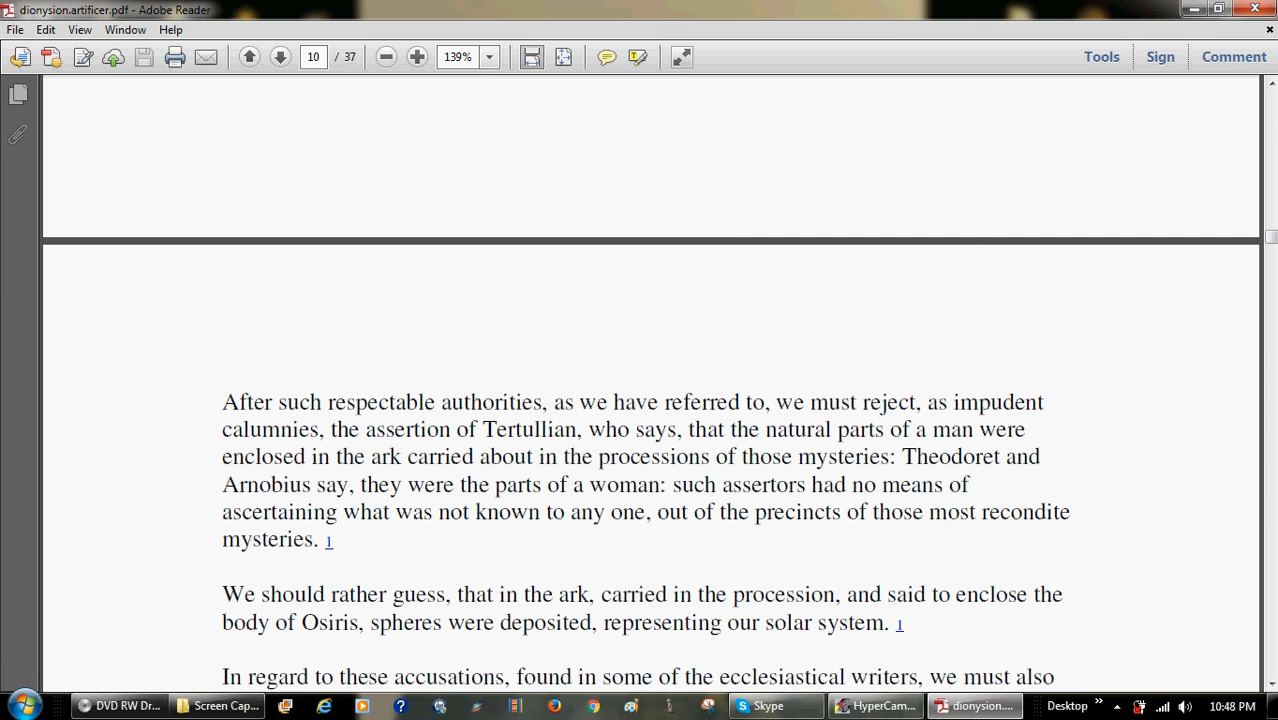 dionysion.artificer.pdf - Adobe Reader
File Edit View Window Help
10 / 37 139% Tools Sign Comment
After such respectable authorities, as we have referred to, we must reject, as impudent
calumnies, the assertion of Tertullian, who says, that the natural parts of a man were
enclosed in the ark carried about in the processions of those mysteries: Theodoret and
Arnobius say, they were the parts of a woman: such assertors had no means of
ascertaining what was not known to any one, out of the precincts of those most recondite
mysteries. 1
We should rather guess, that in the ark, carried in the procession, and said to enclose the
body of Osiris, spheres were deposited, representing our solar system. 1
In regard to these accusations, found in some of the ecclesiastical writers, we must also
DVD RW Dr... Screen Cap... Skype HyperCam... dionysion.... Desktop » 10:48 PM